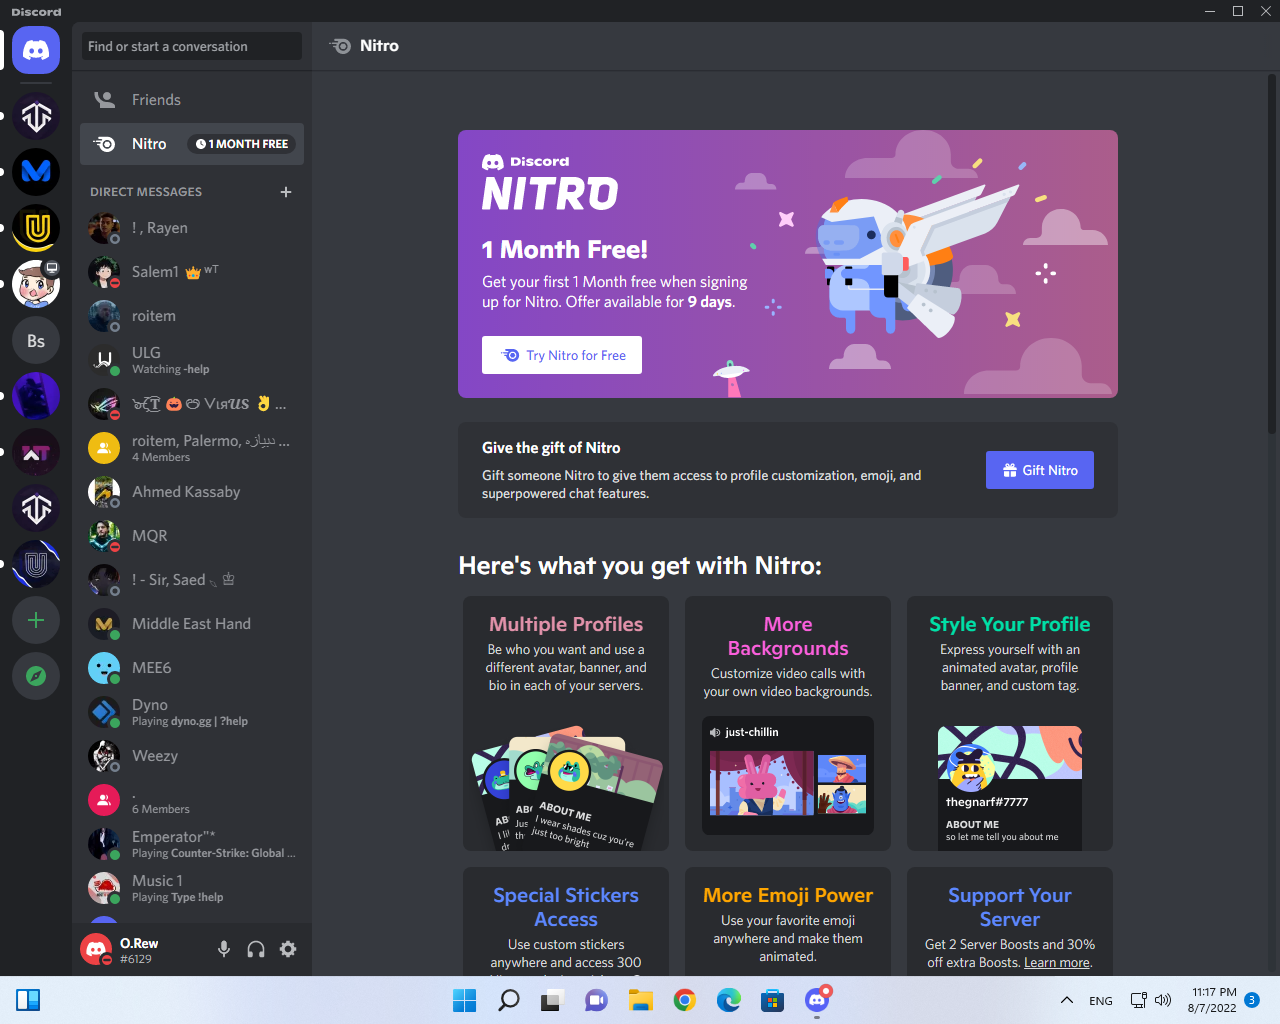 Discord
Find or start a conversation
Nitro
Friends
Nitro
1 MONTH FREE
DIRECT MESSAGES
! , Rayen
Salem1 👑 ᵂᵀ
roitem
ULG
Watching -help
roitem, Palermo, ...
4 Members
Ahmed Kassaby
MQR
! - Sir, Saed
Middle East Hand
MEE6
Dyno
Playing dyno.gg | ?help
Weezy
.
6 Members
Emperator"*
Playing Counter-Strike: Global ...
Music 1
Playing Type !help
O.Rew
#6129
Bs
Discord
NITRO
1 Month Free!
Get your first 1 Month free when signing
up for Nitro. Offer available for 9 days.
Try Nitro for Free
Give the gift of Nitro
Gift someone Nitro to give them access to profile customization, emoji, and
superpowered chat features.
Gift Nitro
Here's what you get with Nitro:
Multiple Profiles
Be who you want and use a
different avatar, banner, and
bio in each of your servers.
ABOUT ME
I wear shades cuz you're
just too bright
More
Backgrounds
Customize video calls with
your own video backgrounds.
just-chillin
Style Your Profile
Express yourself with an
animated avatar, profile
banner, and custom tag.
thegnarf#7777
ABOUT ME
so let me tell you about me
Special Stickers
Access
Use custom stickers
anywhere and access 300
More Emoji Power
Use your favorite emoji
anywhere and make them
animated.
Support Your
Server
Get 2 Server Boosts and 30%
off extra Boosts. Learn more.
ENG
11:17 PM
8/7/2022
3